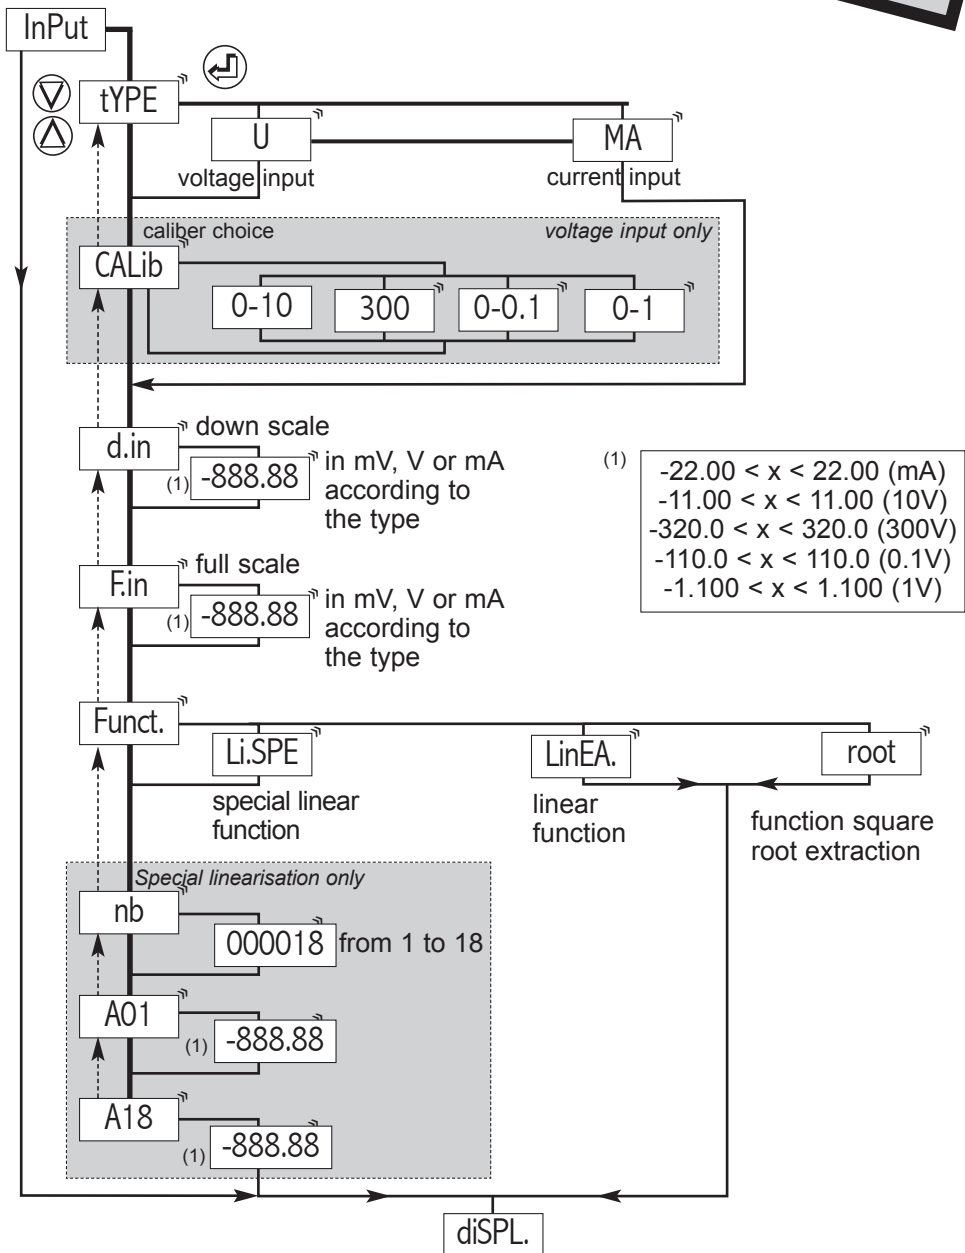 InPut
tYPE
U
MA
voltage input
current input
caliber choice
voltage input only
CALib
0-10
300
0-0.1
0-1
d.in
down scale
(1)
-888.88
in mV, V or mA
according to
the type
(1)
-22.00 < x < 22.00 (mA)
-11.00 < x < 11.00 (10V)
-320.0 < x < 320.0 (300V)
-110.0 < x < 110.0 (0.1V)
-1.100 < x < 1.100 (1V)
F.in
full scale
(1)
-888.88
in mV, V or mA
according to
the type
Funct.
Li.SPE
LinEA.
root
special linear
function
linear
function
function square
root extraction
Special linearisation only
nb
000018
from 1 to 18
A01
(1)
-888.88
A18
(1)
-888.88
diSPL.